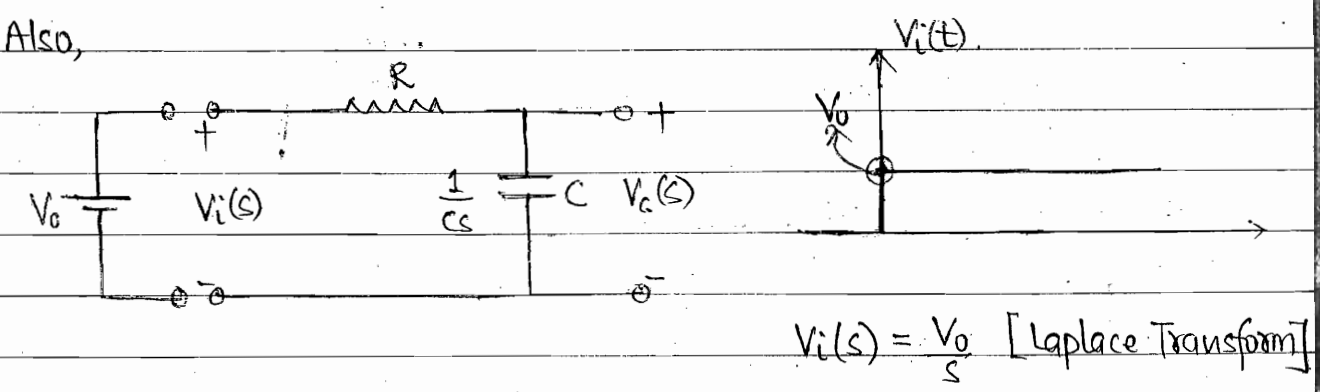 Also,
Vi(t).
R
+
+
V0
V0
Vi(s)
1/Cs
C
Vc(s)
-
-
Vi(s) = V0/s [Laplace Transform]